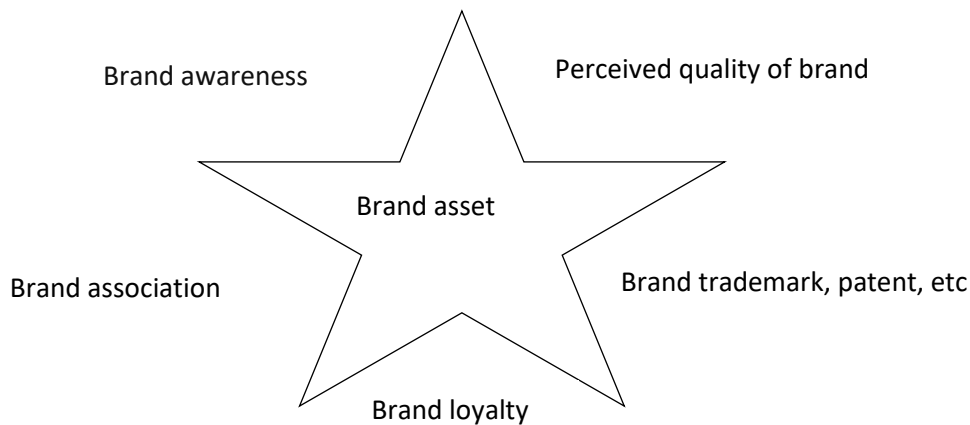 Brand awareness
Perceived quality of brand
Brand asset
Brand association
Brand trademark, patent, etc
Brand loyalty